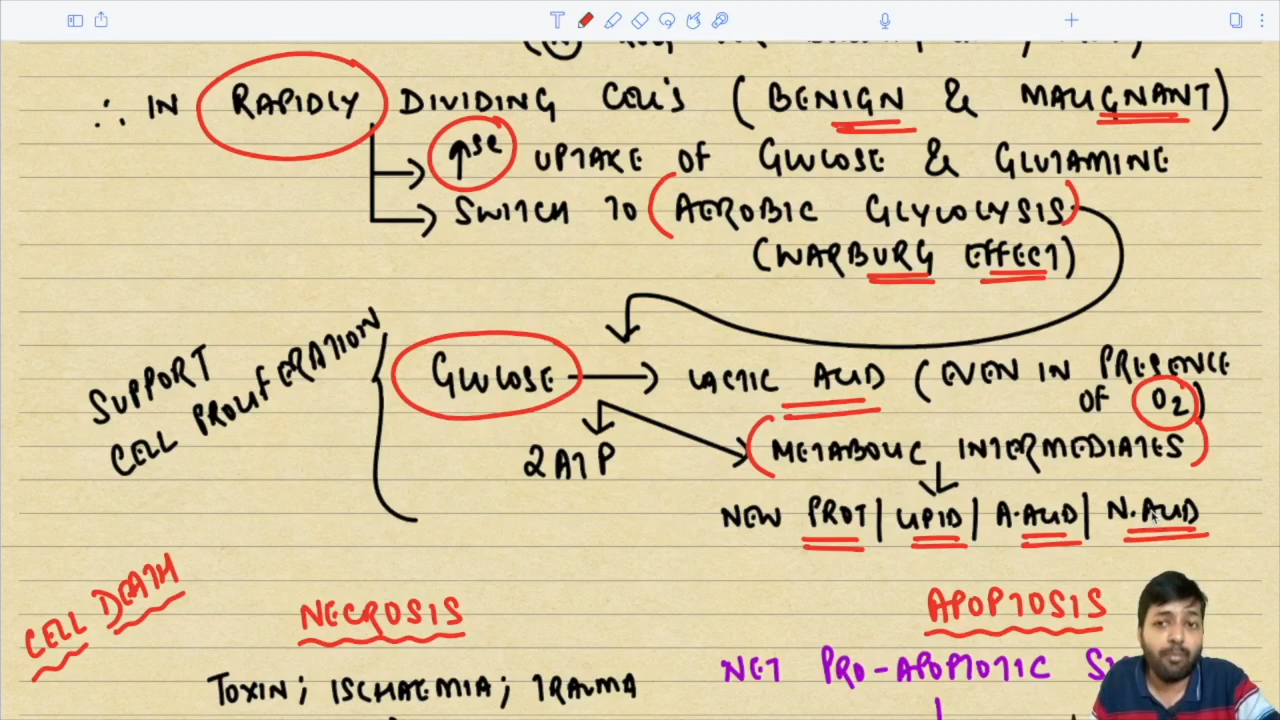 ∴ IN RAPIDLY DIVIDING CELL'S (BENIGN & MALIGNANT)
↑SE UPTAKE OF GLUCOSE & GLUTAMINE
SWITCH TO (AEROBIC GLYCOLYSIS)
(WARBURG EFFECT)
SUPPORT
CELL PROLIFERATION
GLUCOSE → LACTIC ACID (EVEN IN PRESENCE
OF O2)
2ATP
(METABOLIC INTERMEDIATES)
NEW PROT | LIPID | A.ACID | N.ACID
CELL DEATH
NECROSIS
APOPTOSIS
TOXIN; ISCHAEMIA; TRAUMA
NET PRO-APOPTOTIC